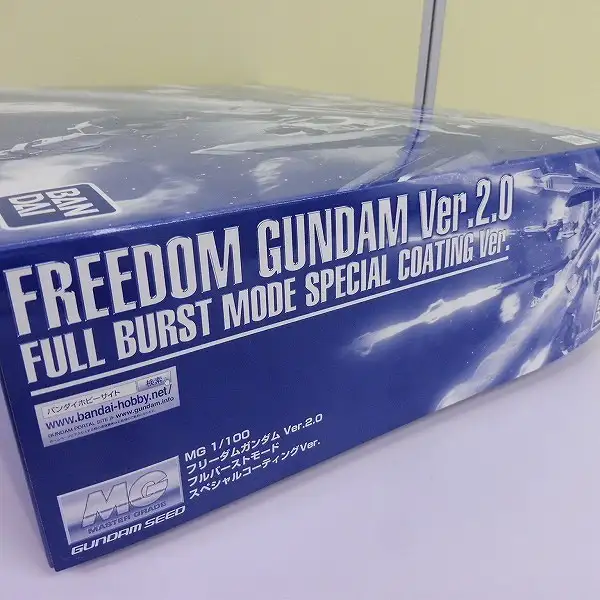 BAN
DAI
FREEDOM GUNDAM Ver.2.0
FULL BURST MODE SPECIAL COATING Ver.
バンダイホビーサイト 検索
www.bandai-hobby.net/
GUNDAM PORTAL SITE www.gundam.info
MG 1/100
フリーダムガンダム Ver.2.0
フルバーストモード
スペシャルコーティングVer.
MG
MASTER GRADE
GUNDAM SEED